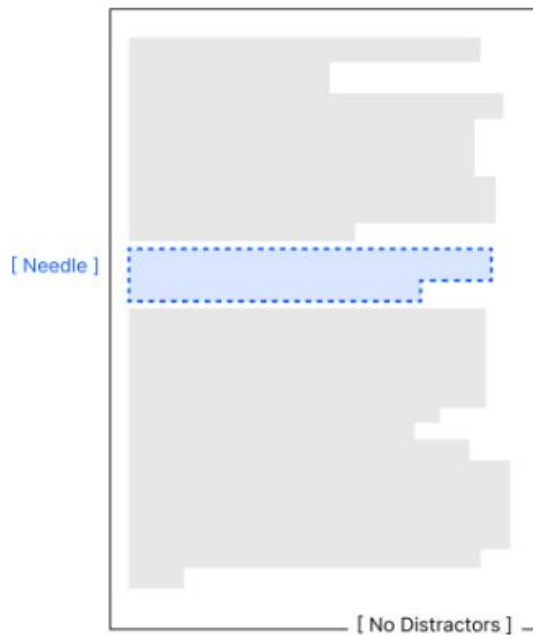 [ Needle ]
[ No Distractors ]